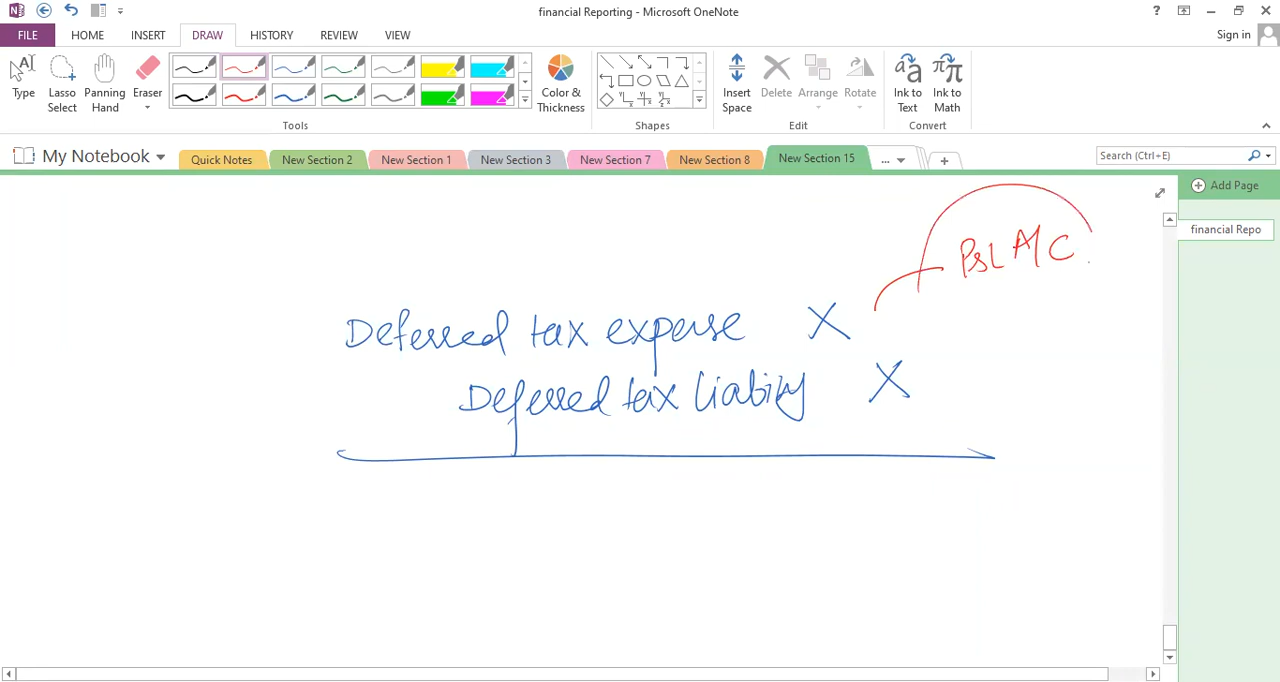 financial Reporting - Microsoft OneNote
?
FILE HOME INSERT DRAW HISTORY REVIEW VIEW
Sign in
Type
Lasso Select
Panning Hand
Eraser
Color & Thickness
Insert Space
Delete
Arrange
Rotate
Ink to Text
Ink to Math
Tools
Shapes
Edit
Convert
My Notebook
Quick Notes
New Section 2
New Section 1
New Section 3
New Section 7
New Section 8
New Section 15
...
Search (Ctrl+E)
Add Page
financial Repo
P&L A/C
Deferred tax expense X
Deferred tax liability X